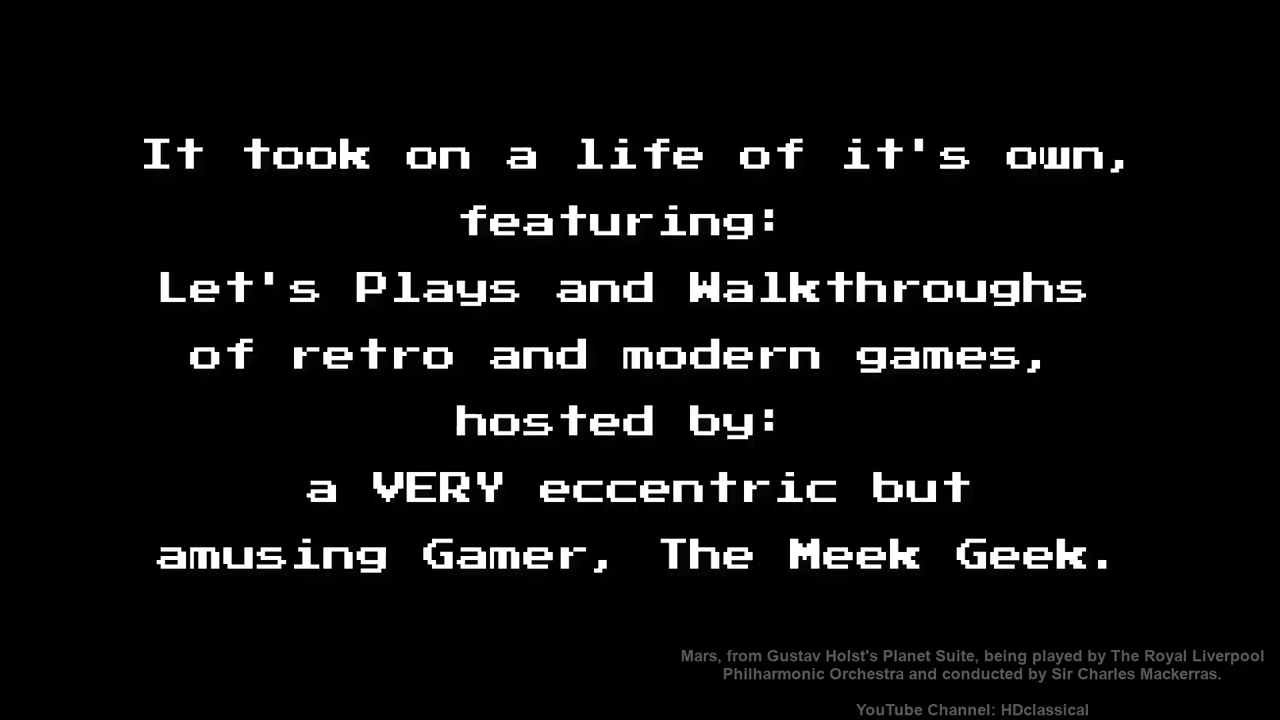 It took on a life of it's own,
featuring:
Let's Plays and Walkthroughs
of retro and modern games,
hosted by:
a VERY eccentric but
amusing Gamer, The Meek Geek.
Mars, from Gustav Holst's Planet Suite, being played by The Royal Liverpool
Philharmonic Orchestra and conducted by Sir Charles Mackerras.
YouTube Channel: HDclassical